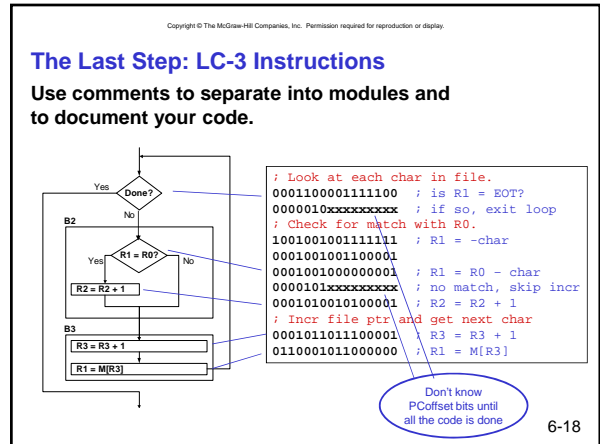 Copyright © The McGraw-Hill Companies, Inc. Permission required for reproduction or display.
The Last Step: LC-3 Instructions
Use comments to separate into modules and
to document your code.
Yes
Done?
No
B2
Yes
R1 = R0?
No
R2 = R2 + 1
B3
R3 = R3 + 1
R1 = M[R3]
; Look at each char in file.
0001100001111100 ; is R1 = EOT?
0000010xxxxxxxxx ; if so, exit loop
; Check for match with R0.
1001001001111111 ; R1 = -char
0001001001100001
0001001000000001 ; R1 = R0 – char
0000101xxxxxxxxx ; no match, skip incr
0001010010100001 ; R2 = R2 + 1
; Incr file ptr and get next char
0001011011100001 ; R3 = R3 + 1
0110001011000000 ; R1 = M[R3]
Don't know
PCoffset bits until
all the code is done
6-18